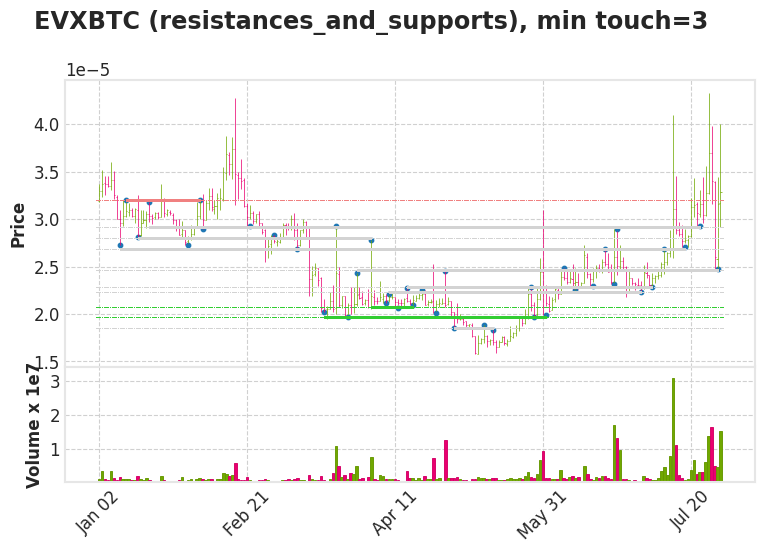 EVXBTC (resistances_and_supports), min touch=3
1e−5
4.0
3.5
3.0
2.5
2.0
1.5
Price
3
2
1
Volume x 1e7
Jan 02
Feb 21
Apr 11
May 31
Jul 20